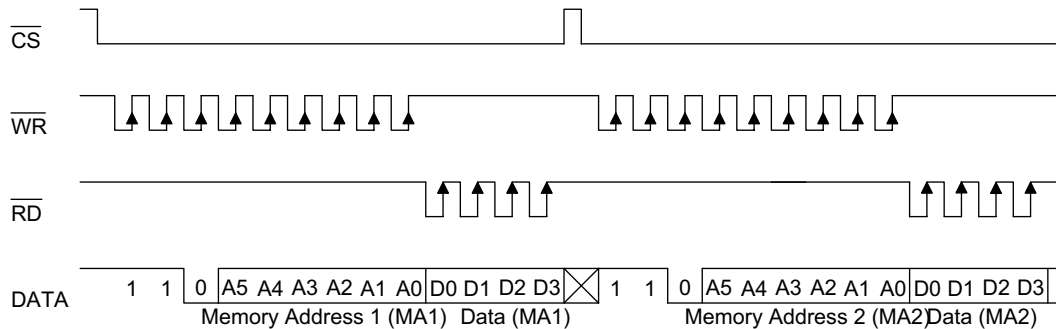 CS
WR
RD
DATA 1 1 0 A5 A4 A3 A2 A1 A0 D0 D1 D2 D3 1 1 0 A5 A4 A3 A2 A1 A0 D0 D1 D2 D3
Memory Address 1 (MA1) Data (MA1) Memory Address 2 (MA2) Data (MA2)